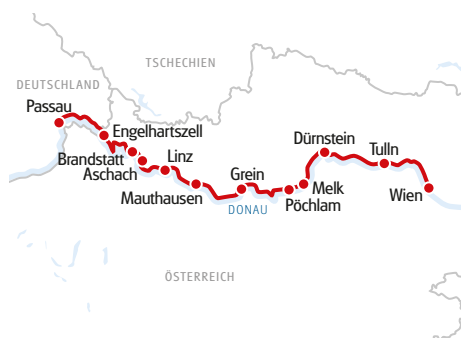 TSCHECHIEN
DEUTSCHLAND
Passau
Engelhartszell
Brandstatt
Aschach
Linz
Mauthausen
Grein
DONAU
Dürnstein
Tulln
Melk
Pöchlam
Wien
ÖSTERREICH